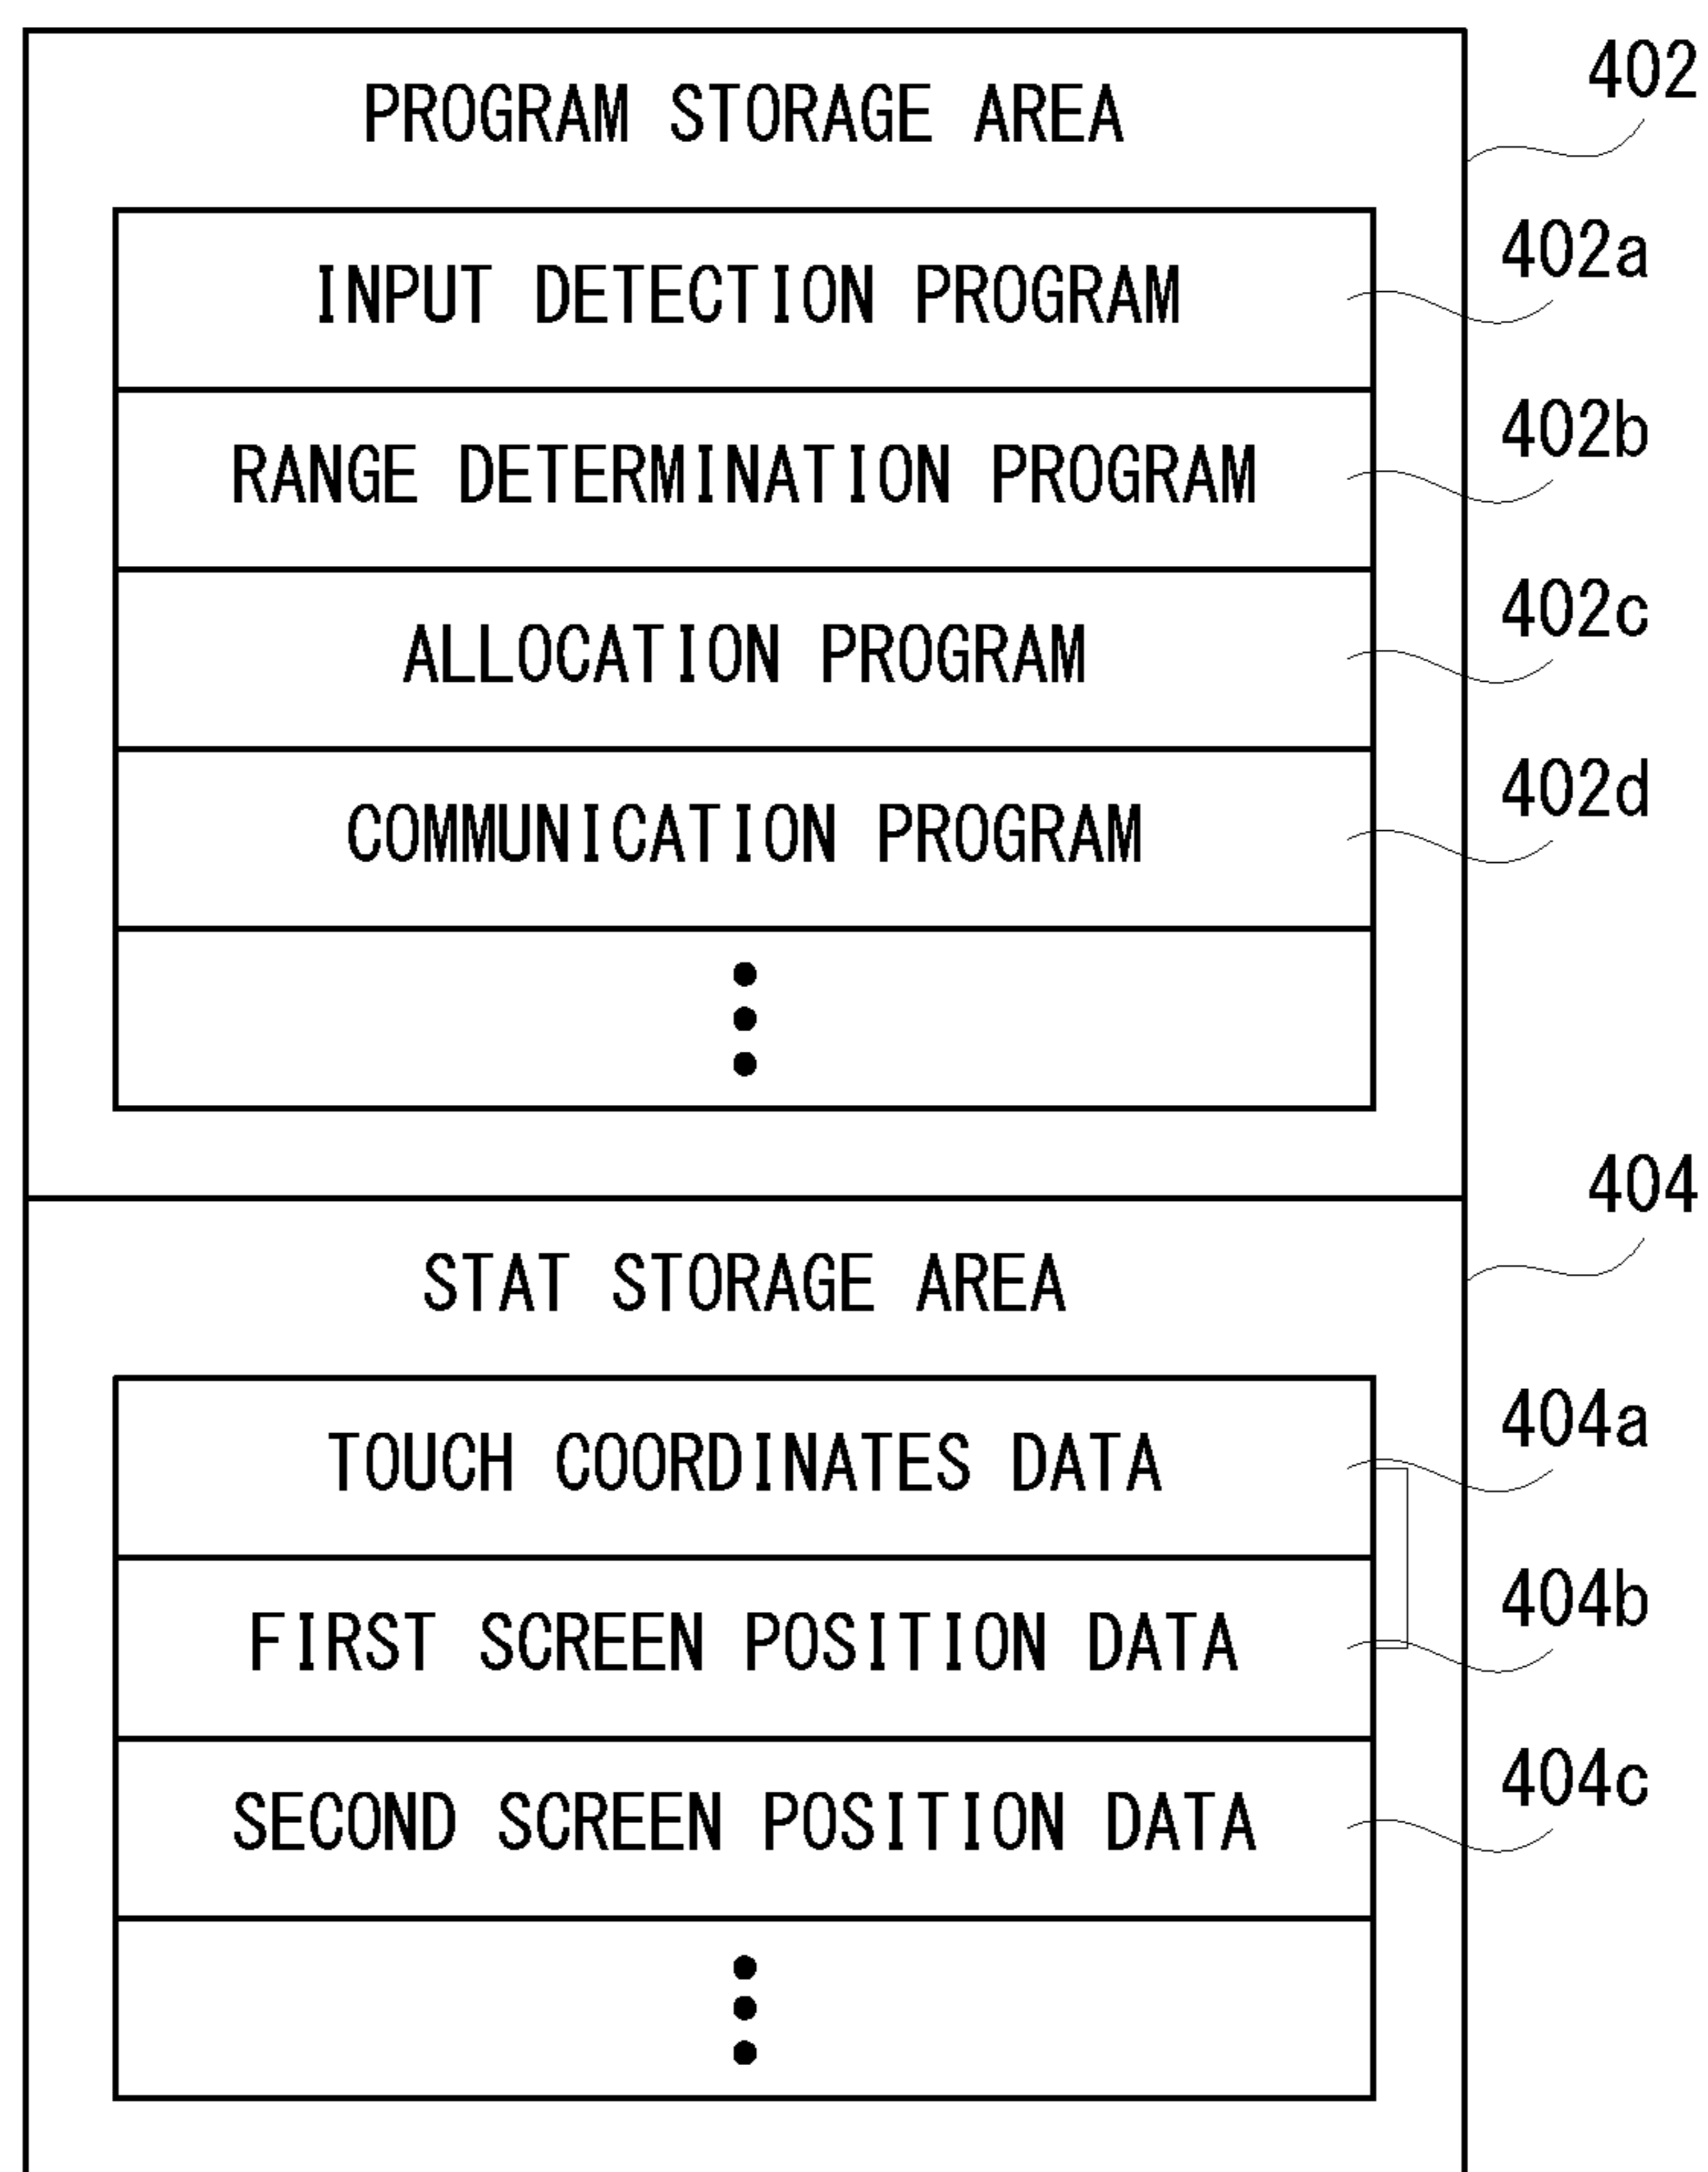 PROGRAM STORAGE AREA
402
INPUT DETECTION PROGRAM
402a
RANGE DETERMINATION PROGRAM
402b
ALLOCATION PROGRAM
402c
COMMUNICATION PROGRAM
402d
STAT STORAGE AREA
404
TOUCH COORDINATES DATA
404a
FIRST SCREEN POSITION DATA
404b
SECOND SCREEN POSITION DATA
404c